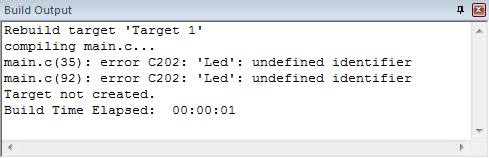 Build Output
Rebuild target 'Target 1'
compiling main.c...
main.c(35): error C202: 'Led': undefined identifier
main.c(92): error C202: 'Led': undefined identifier
Target not created.
Build Time Elapsed:  00:00:01